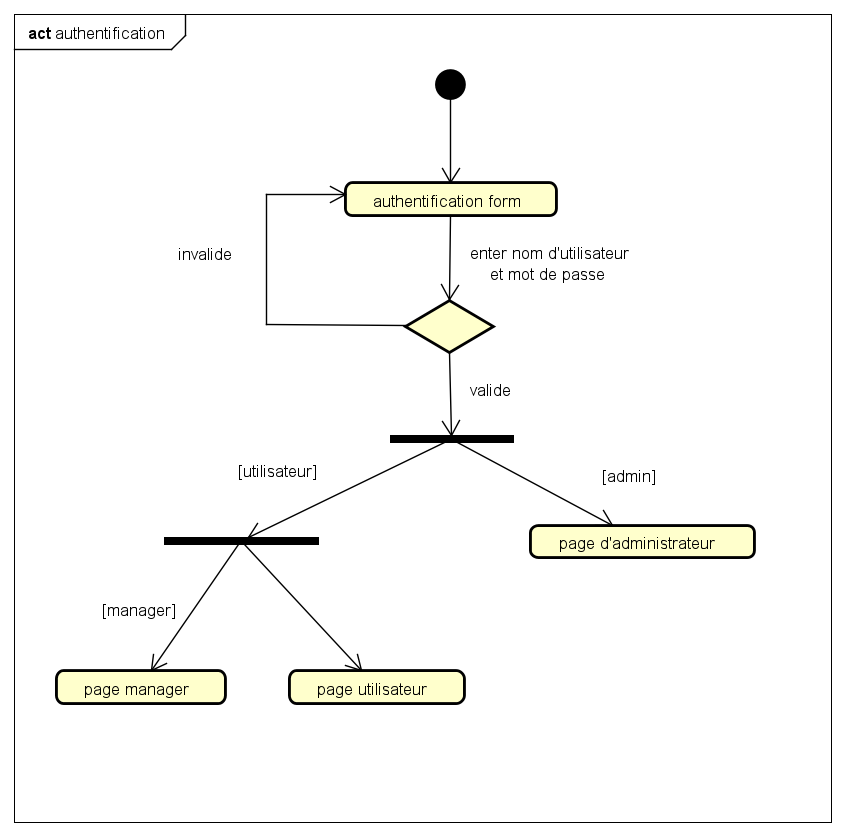 act authentification
authentification form
invalide
enter nom d'utilisateur
et mot de passe
valide
[utilisateur]
[admin]
page d'administrateur
[manager]
page manager
page utilisateur